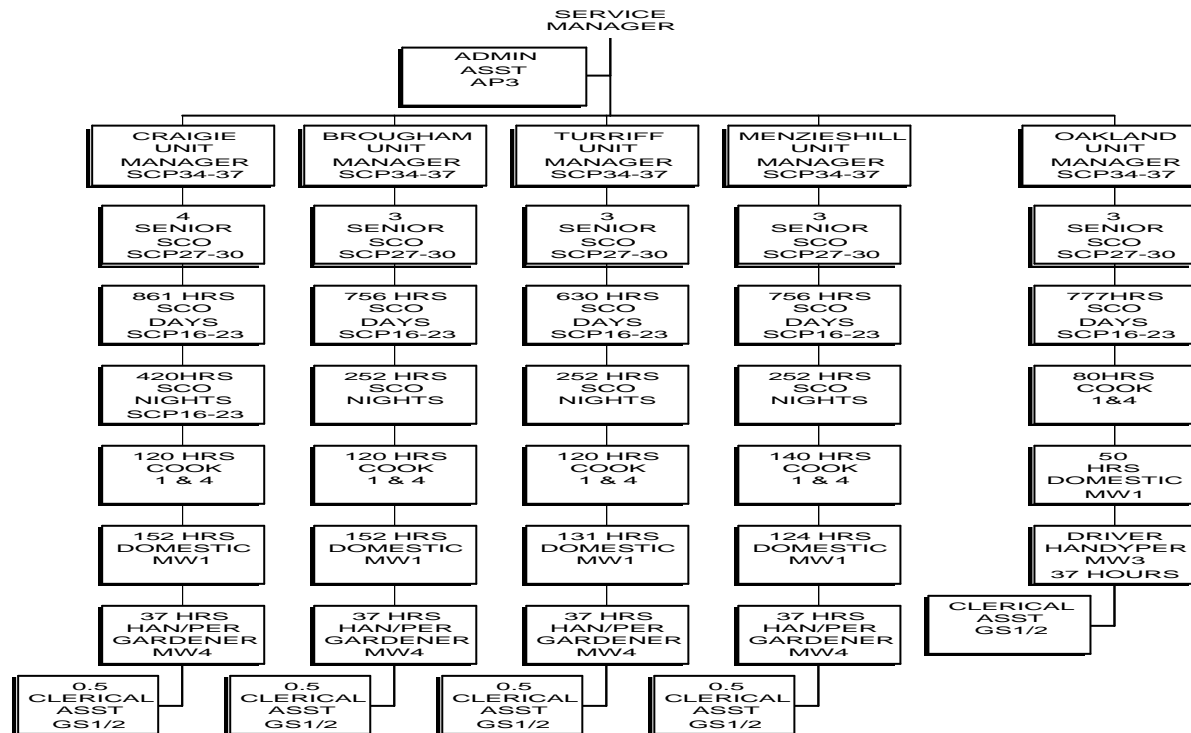 SERVICE
MANAGER
ADMIN
ASST
AP3
CRAIGIE
UNIT
MANAGER
SCP34-37
BROUGHAM
UNIT
MANAGER
SCP34-37
TURRIFF
UNIT
MANAGER
SCP34-37
MENZIESHILL
UNIT
MANAGER
SCP34-37
OAKLAND
UNIT
MANAGER
SCP34-37
4
SENIOR
SCO
SCP27-30
3
SENIOR
SCO
SCP27-30
3
SENIOR
SCO
SCP27-30
3
SENIOR
SCO
SCP27-30
3
SENIOR
SCO
SCP27-30
861 HRS
SCO
DAYS
SCP16-23
756 HRS
SCO
DAYS
SCP16-23
630 HRS
SCO
DAYS
SCP16-23
756 HRS
SCO
DAYS
SCP16-23
777HRS
SCO
DAYS
SCP16-23
420HRS
SCO
NIGHTS
SCP16-23
252 HRS
SCO
NIGHTS
252 HRS
SCO
NIGHTS
252 HRS
SCO
NIGHTS
80HRS
COOK
1&4
120 HRS
COOK
1 & 4
120 HRS
COOK
1 & 4
120 HRS
COOK
1 & 4
140 HRS
COOK
1 & 4
50
HRS
DOMESTIC
MW1
152 HRS
DOMESTIC
MW1
152 HRS
DOMESTIC
MW1
131 HRS
DOMESTIC
MW1
124 HRS
DOMESTIC
MW1
DRIVER
HANDYPER
MW3
37 HOURS
37 HRS
HAN/PER
GARDENER
MW4
37 HRS
HAN/PER
GARDENER
MW4
37 HRS
HAN/PER
GARDENER
MW4
37 HRS
HAN/PER
GARDENER
MW4
CLERICAL
ASST
GS1/2
0.5
CLERICAL
ASST
GS1/2
0.5
CLERICAL
ASST
GS1/2
0.5
CLERICAL
ASST
GS1/2
0.5
CLERICAL
ASST
GS1/2